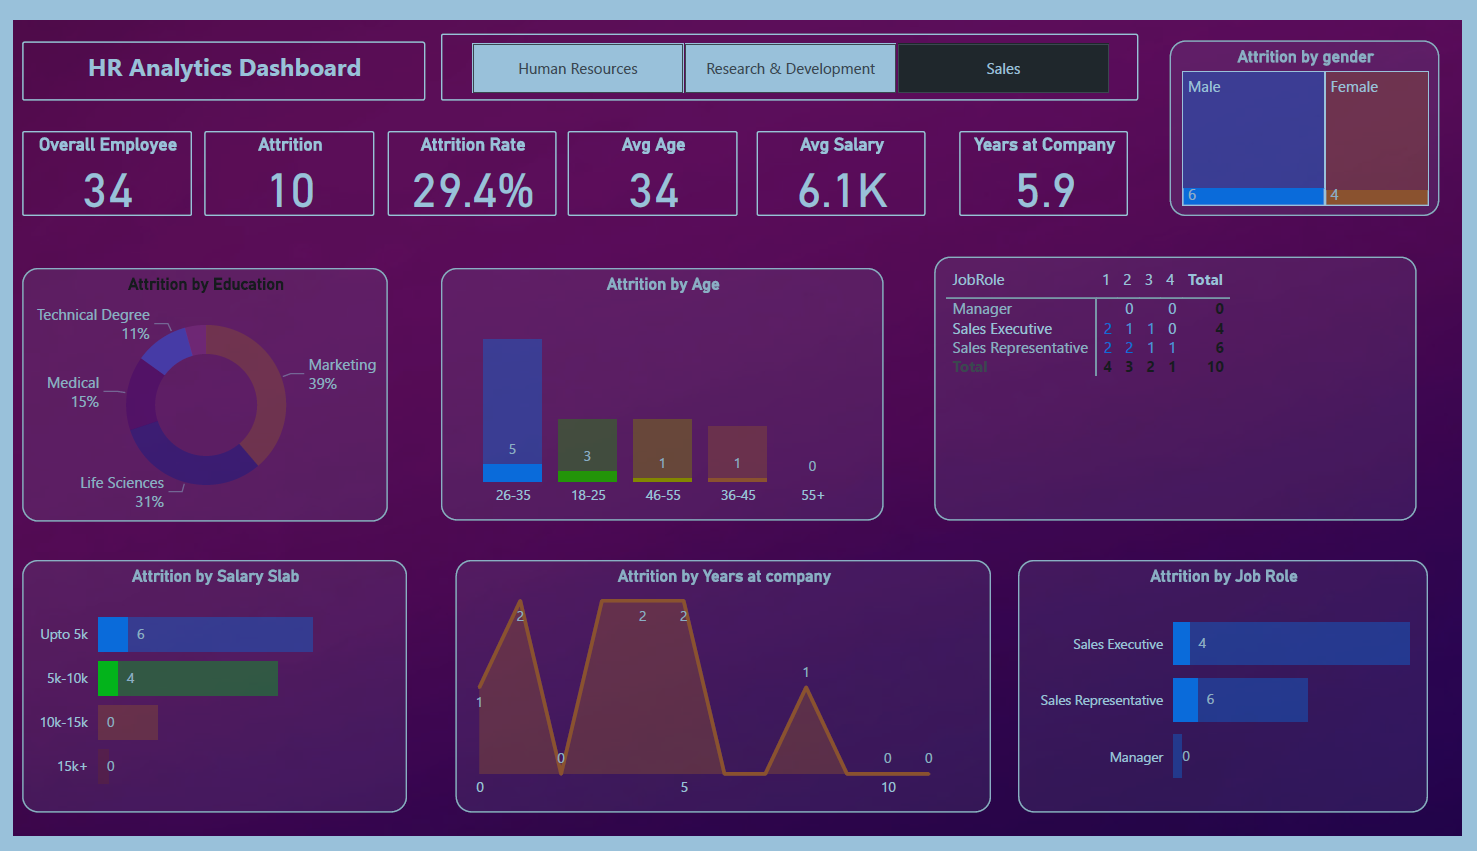 HR Analytics Dashboard
Human Resources
Research & Development
Sales
Attrition by gender
Male
Female
6
4
Overall Employee
34
Attrition
10
Attrition Rate
29.4%
Avg Age
34
Avg Salary
6.1K
Years at Company
5.9
Attrition by Education
Technical Degree
11%
Marketing
39%
Medical
15%
Life Sciences
31%
Attrition by Age
5
3
1
1
0
26-35
18-25
46-55
36-45
55+
JobRole 1 2 3 4 Total
Manager 0 0 0
Sales Executive 2 1 1 0 4
Sales Representative 2 2 1 1 6
Total 4 3 2 1 10
Attrition by Salary Slab
Upto 5k 6
5k-10k 4
10k-15k 0
15k+ 0
Attrition by Years at company
2 2 2
1
1
0 0 0
0 5 10
Attrition by Job Role
Sales Executive 4
Sales Representative 6
Manager 0